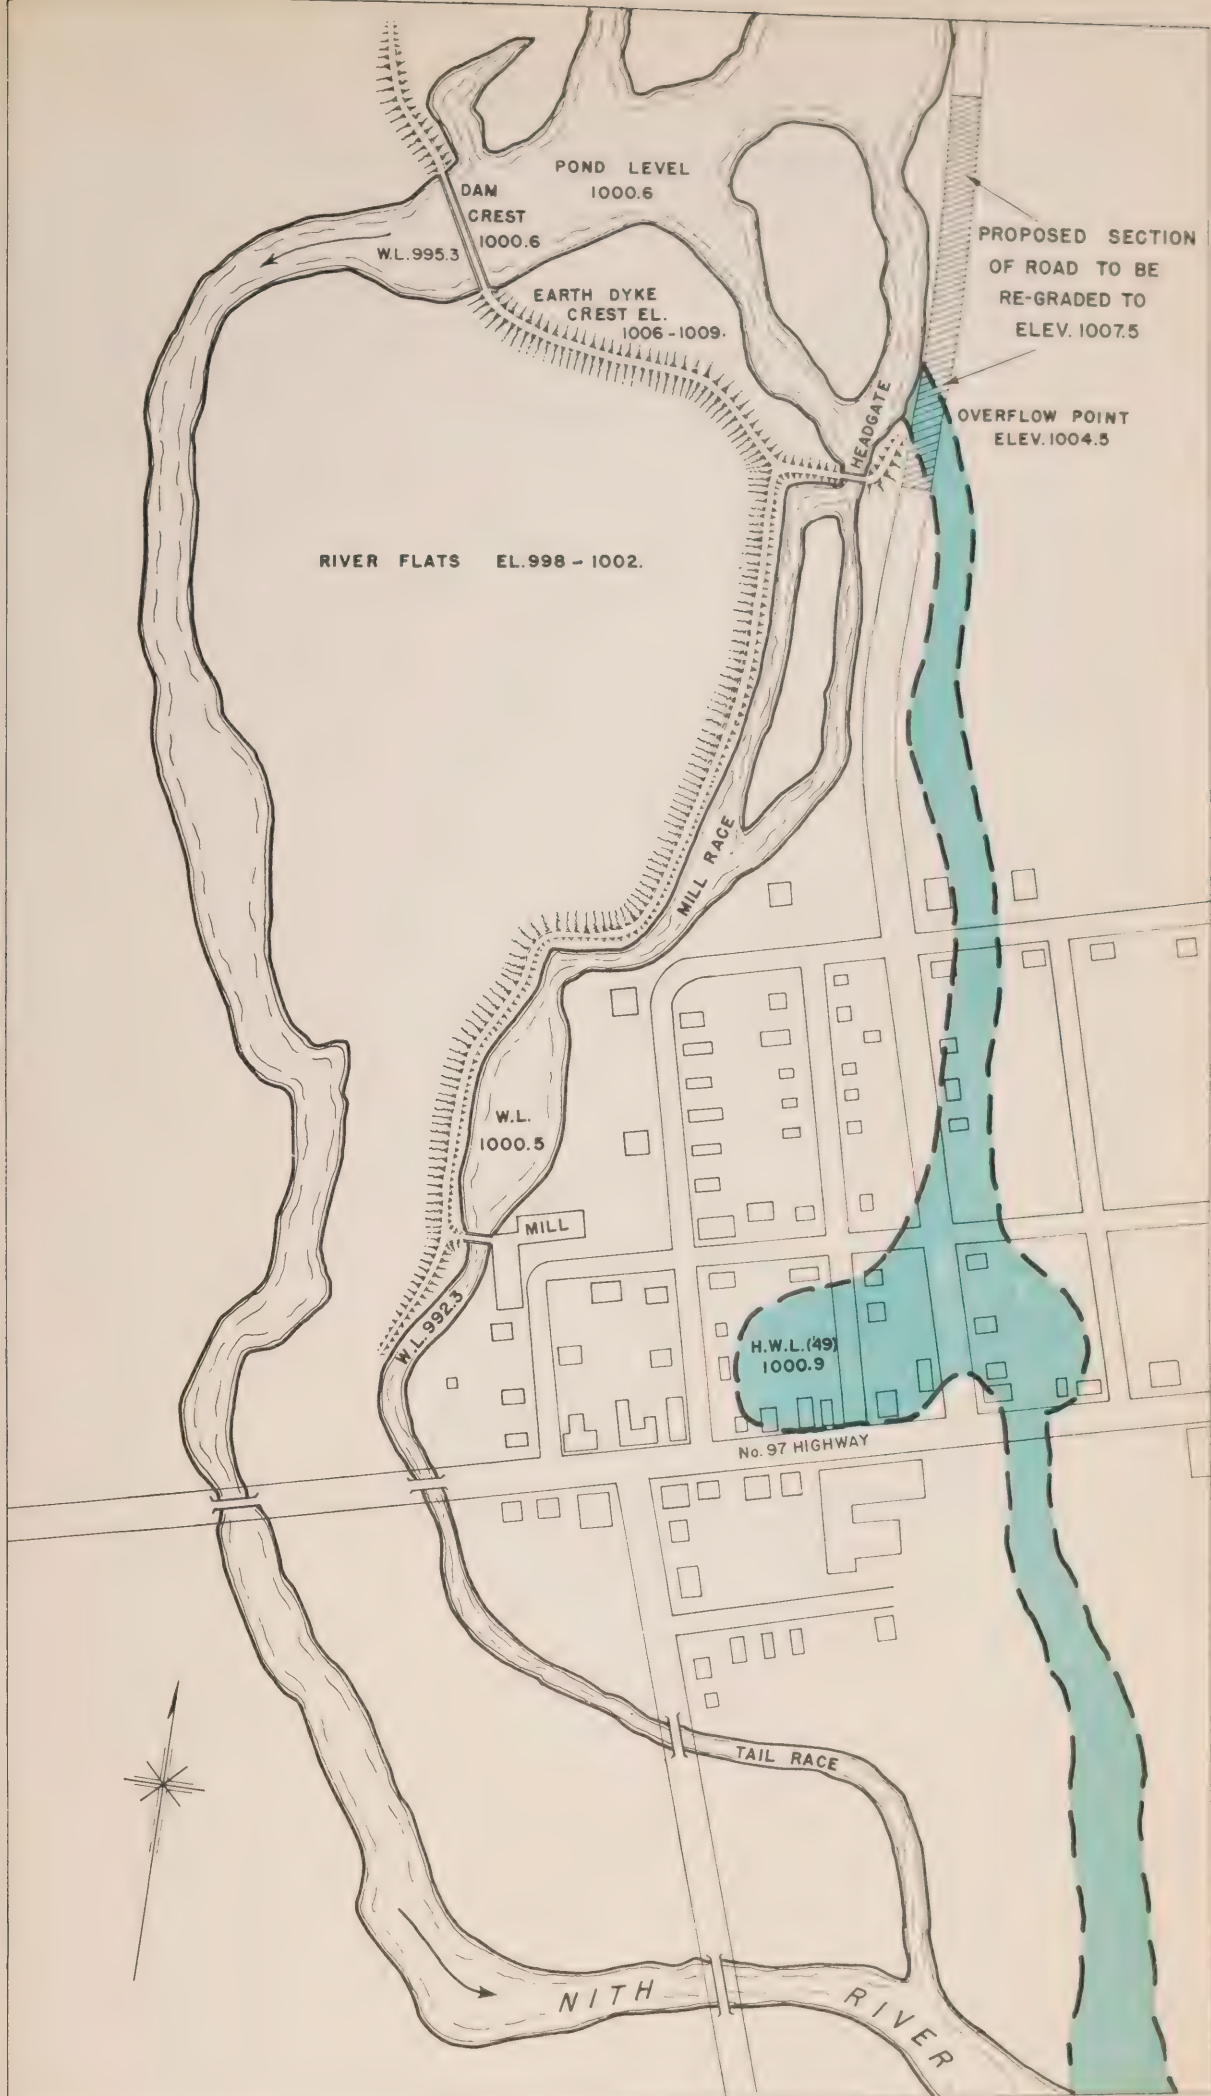 POND LEVEL
1000.6
DAM
CREST
1000.6
W.L. 995.3
PROPOSED SECTION
OF ROAD TO BE
RE-GRADED TO
ELEV. 1007.5
EARTH DYKE
CREST EL.
1006-1009.
HEADGATE
OVERFLOW POINT
ELEV. 1004.5
RIVER FLATS EL. 998 - 1002.
MILL RACE
W.L.
1000.5
MILL
W.L. 992.3
H.W.L. ('49)
1000.9
No. 97 HIGHWAY
TAIL RACE
NITH RIVER